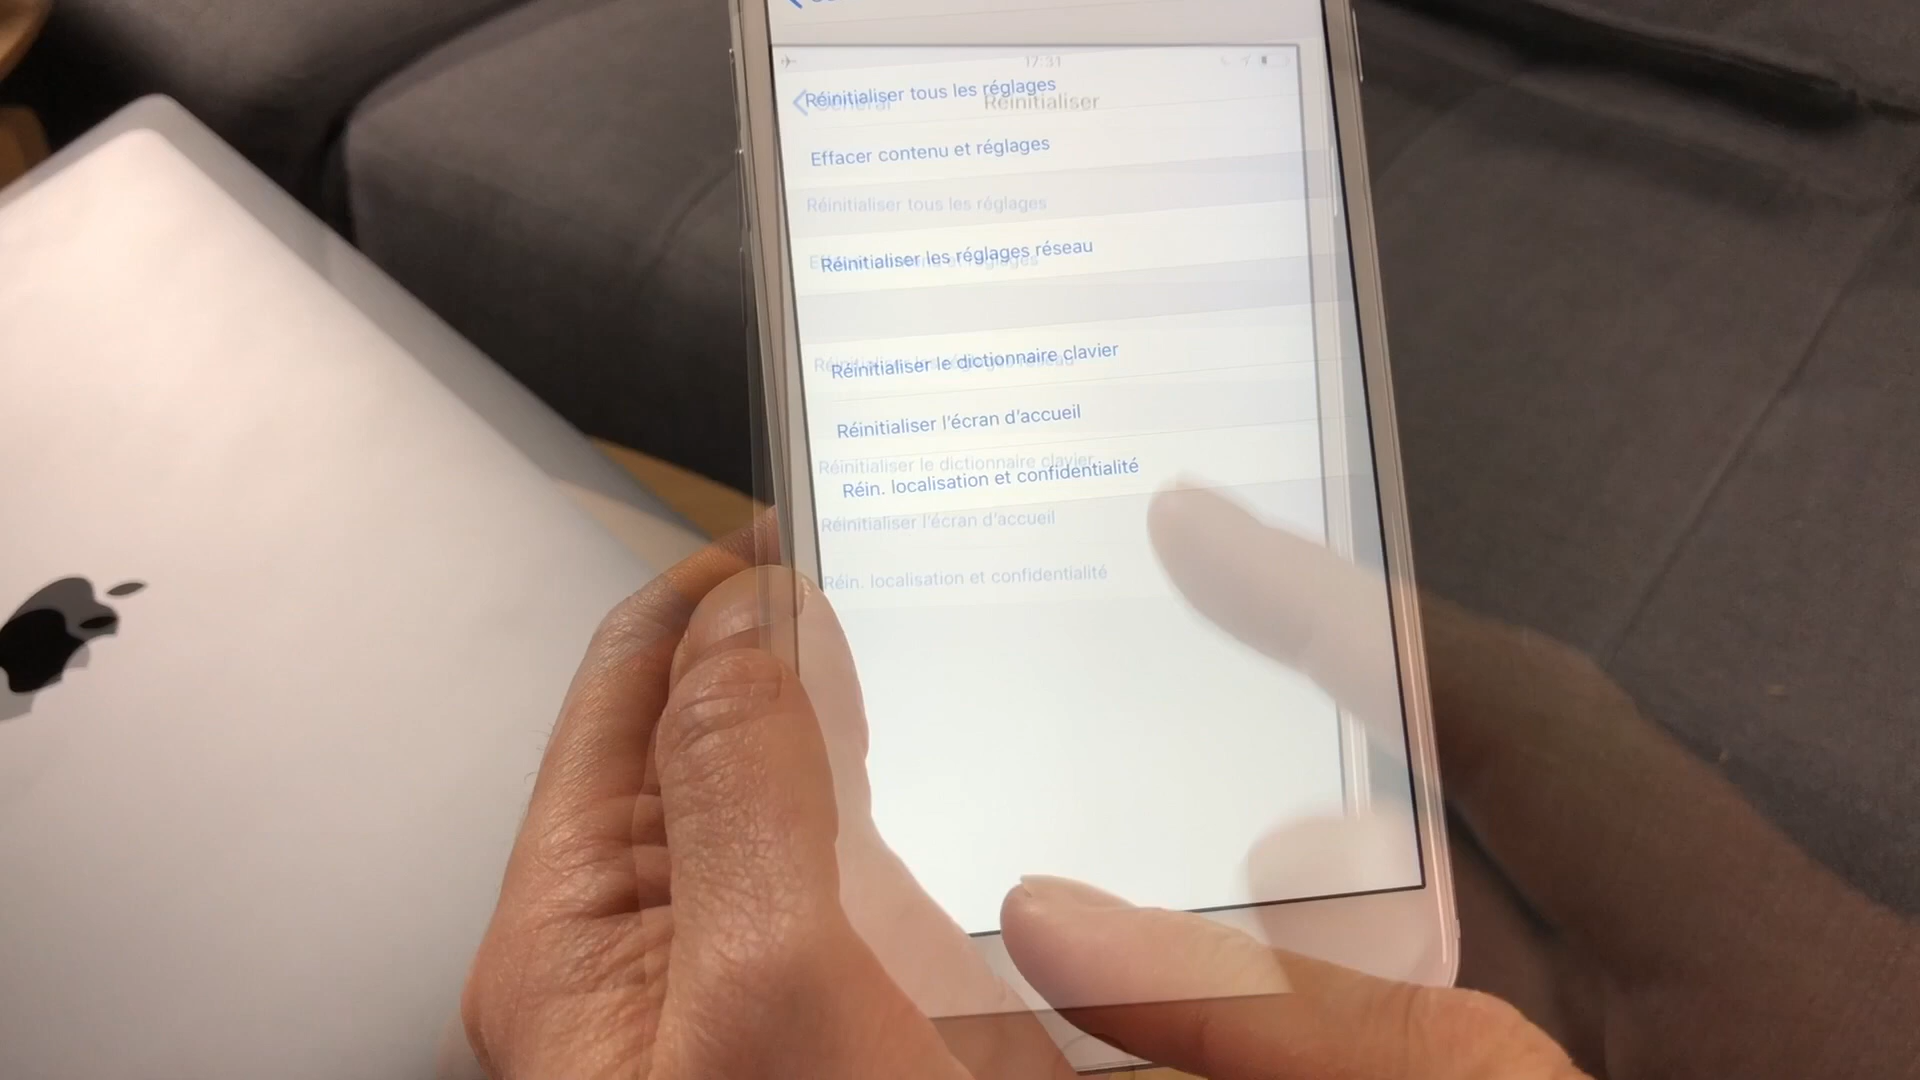 17:31
Réinitialiser tous les réglages
Réinitialiser
Effacer contenu et réglages
Réinitialiser tous les réglages
Réinitialiser les réglages réseau
Réinitialiser le dictionnaire clavier
Réinitialiser l’écran d’accueil
Réinitialiser le dictionnaire clavier
Réin. localisation et confidentialité
Réinitialiser l’écran d’accueil
Réin. localisation et confidentialité